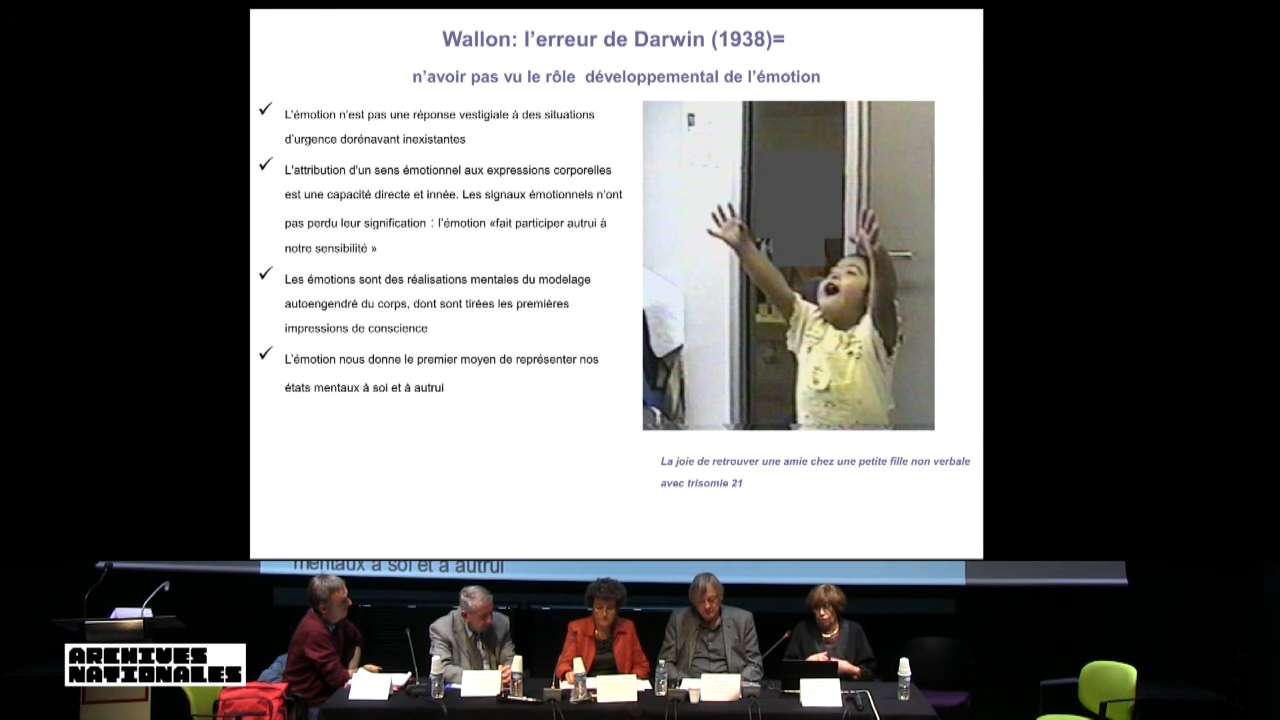 Wallon: l'erreur de Darwin (1938)=
n'avoir pas vu le rôle développemental de l'émotion
L'émotion n'est pas une réponse vestigiale à des situations
d'urgence dorénavant inexistantes
L'attribution d'un sens émotionnel aux expressions corporelles
est une capacité directe et innée. Les signaux émotionnels n'ont
pas perdu leur signification : l'émotion «fait participer autrui à
notre sensibilité »
Les émotions sont des réalisations mentales du modelage
autoengendré du corps, dont sont tirées les premières
impressions de conscience
L'émotion nous donne le premier moyen de représenter nos
états mentaux à soi et à autrui
La joie de retrouver une amie chez une petite fille non verbale
avec trisomie 21
mentaux à soi et à autrui
ARCHIVES
NATIONALES